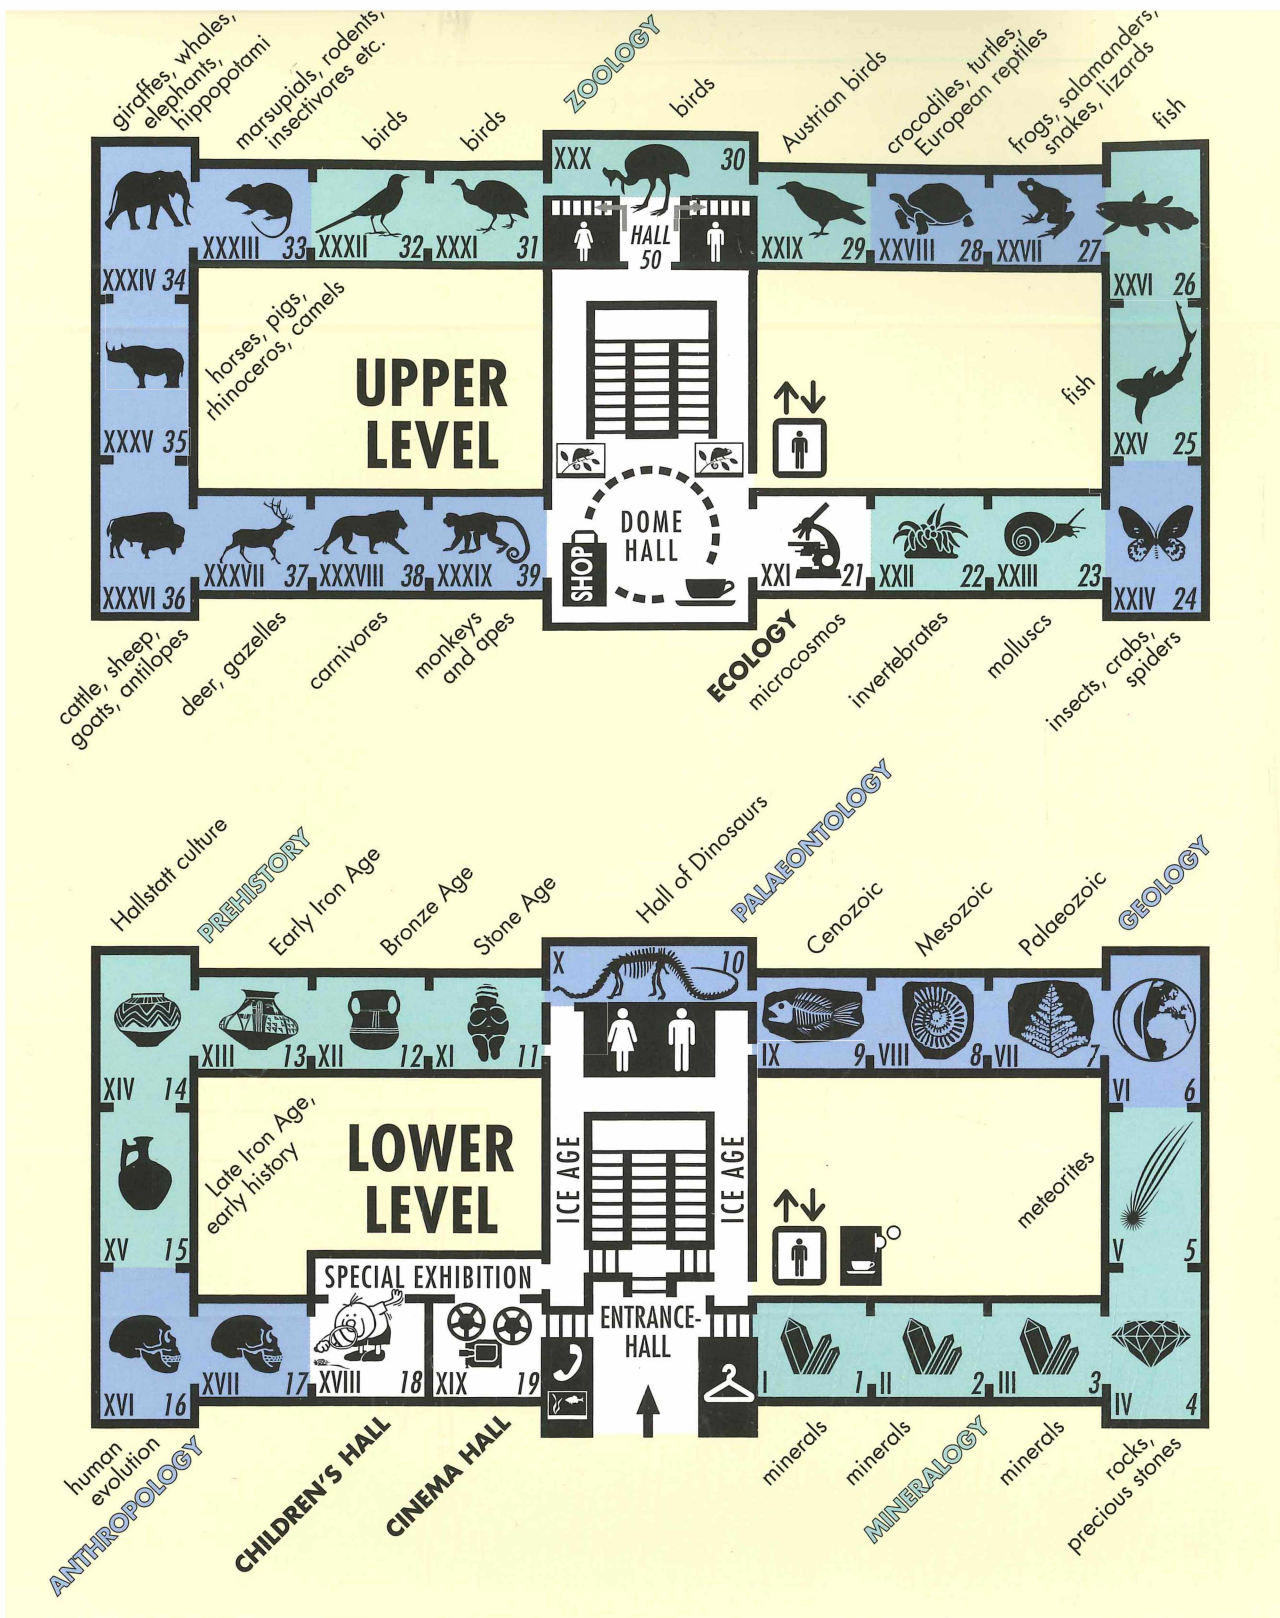 giraffes, whales,
elephants,
hippopotami
marsupials, rodents,
insectivores etc.
birds
birds
ZOOLOGY
birds
Austrian birds
crocodiles, turtles,
European reptiles
frogs, salamanders,
snakes, lizards
fish
XXX 30
HALL
50
XXXIV 34
XXXIII 33
XXXII 32
XXXI 31
XXIX 29
XXVIII 28
XXVII 27
XXVI 26
horses, pigs,
rhinoceros, camels
UPPER
LEVEL
fish
XXXV 35
XXV 25
DOME
HALL
SHOP
XXXVI 36
XXXVII 37
XXXVIII 38
XXXIX 39
XXI 21
XXII 22
XXIII 23
XXIV 24
cattle, sheep,
goats, antilopes
deer, gazelles
carnivores
monkeys
and apes
ECOLOGY
microcosmos
invertebrates
molluscs
insects, crabs,
spiders
Hallstatt culture
PREHISTORY
Early Iron Age
Bronze Age
Stone Age
Hall of Dinosaurs
PALAEONTOLOGY
Cenozoic
Mesozoic
Palaeozoic
GEOLOGY
X 10
XIV 14
XIII 13
XII 12
XI 11
IX 9
VIII 8
VII 7
VI 6
Late Iron Age,
early history
LOWER
LEVEL
ICE AGE
ICE AGE
meteorites
XV 15
V 5
SPECIAL EXHIBITION
ENTRANCE-
HALL
XVI 16
XVII 17
XVIII 18
XIX 19
I 1
II 2
III 3
IV 4
human
evolution
ANTHROPOLOGY
CHILDREN'S HALL
CINEMA HALL
minerals
minerals
MINERALOGY
minerals
rocks,
precious stones